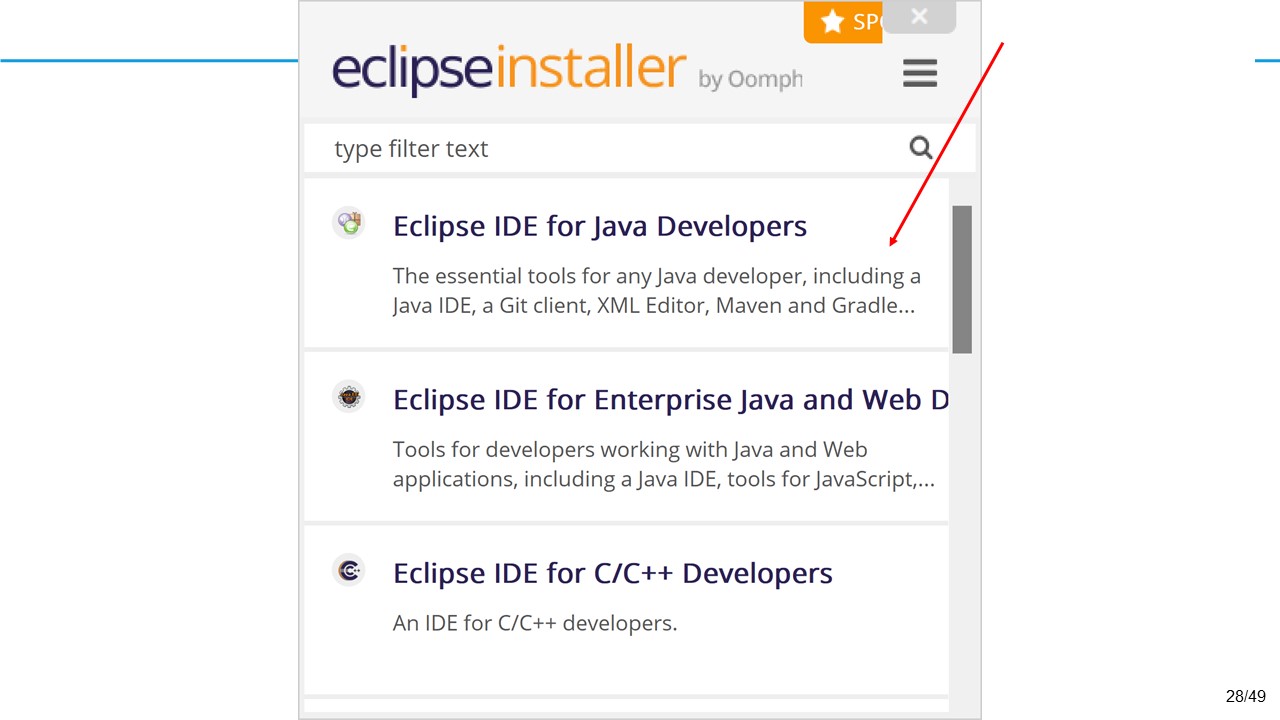 SP
eclipseinstaller by Oomph
type filter text
Eclipse IDE for Java Developers
The essential tools for any Java developer, including a
Java IDE, a Git client, XML Editor, Maven and Gradle...
Eclipse IDE for Enterprise Java and Web D
Tools for developers working with Java and Web
applications, including a Java IDE, tools for JavaScript,...
C++
Eclipse IDE for C/C++ Developers
An IDE for C/C++ developers.
28/49